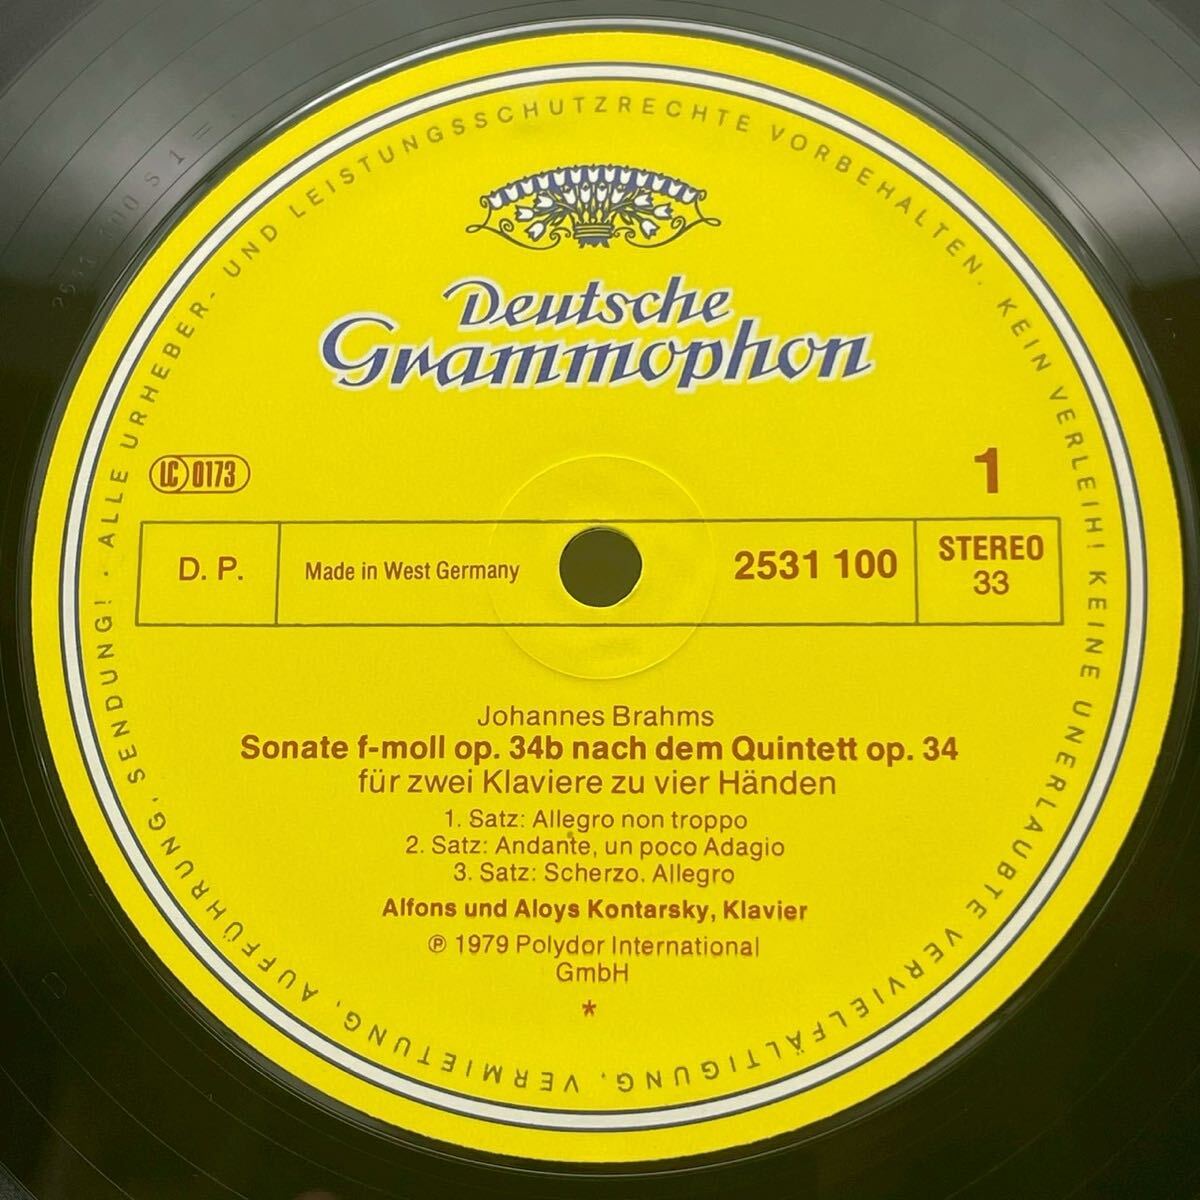 ALLE URHEBER- UND LEISTUNGSSCHUTZRECHTE VORBEHALTEN. KEIN VERLEIH! KEINE UNERLAUBTE VERVIELFÄLTIGUNG, VERMIETUNG, AUFFÜHRUNG, SENDUNG! ·
Deutsche
Grammophon
LC 0173
1
D. P.
Made in West Germany
2531 100
STEREO
33
Johannes Brahms
Sonate f-moll op. 34b nach dem Quintett op. 34
für zwei Klaviere zu vier Händen
1. Satz: Allegro non troppo
2. Satz: Andante, un poco Adagio
3. Satz: Scherzo. Allegro
Alfons und Aloys Kontarsky, Klavier
℗ 1979 Polydor International
GmbH
*
2531 100 S 1 =